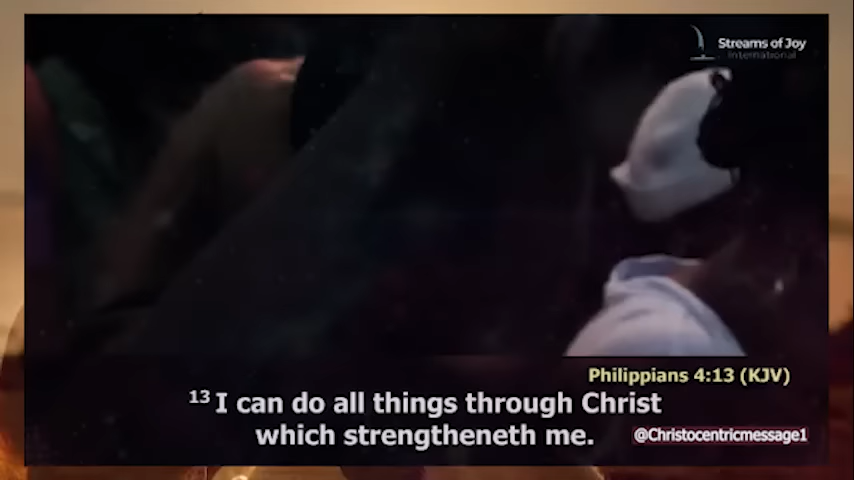 Streams of Joy
International
Philippians 4:13 (KJV)
13 I can do all things through Christ
which strengtheneth me.
@Christocentricmessage1